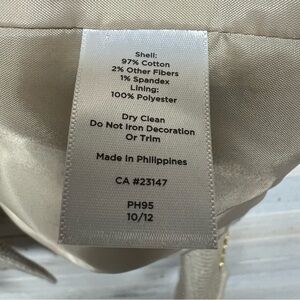 Shell:
97% Cotton
2% Other Fibers
1% Spandex
Lining:
100% Polyester
Dry Clean
Do Not Iron Decoration
Or Trim
Made in Philippines
CA #23147
PH95
10/12